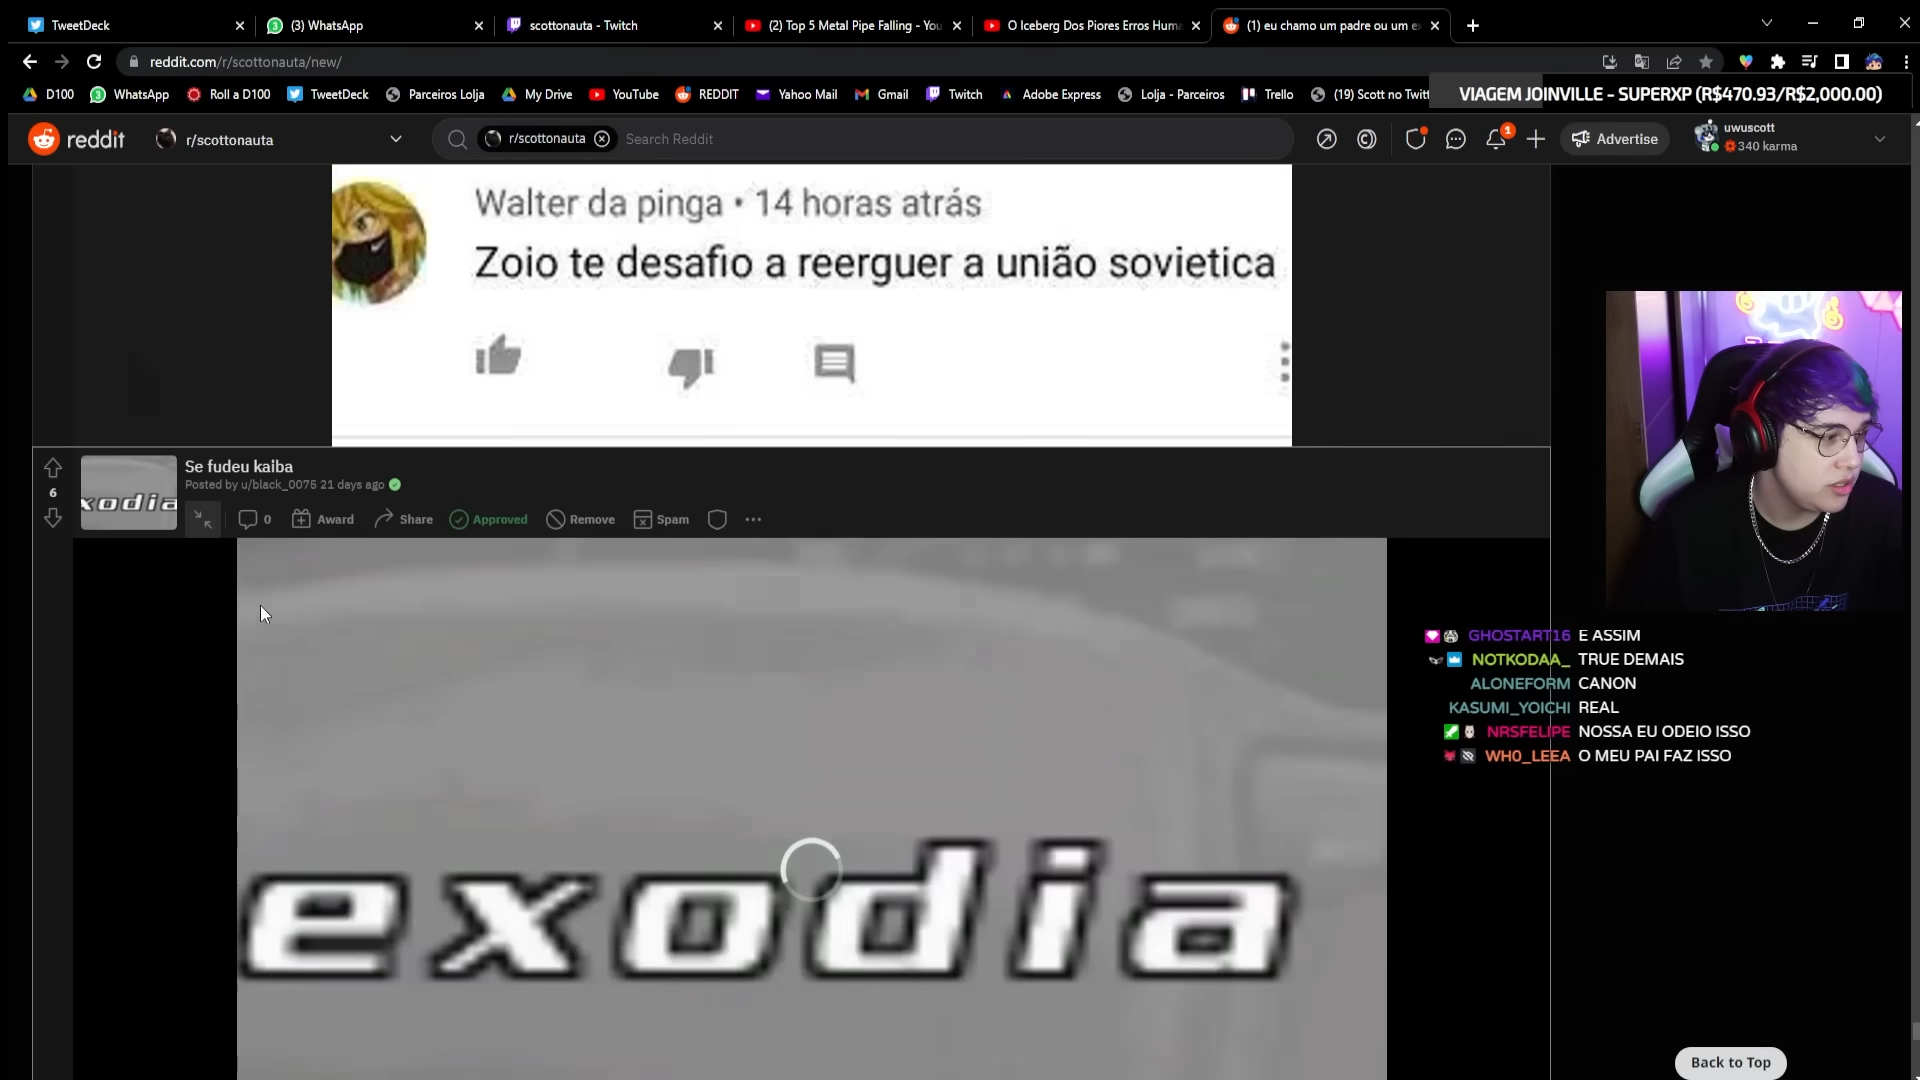 TweetDeck
(3) WhatsApp
scottonauta - Twitch
(2) Top 5 Metal Pipe Falling - You
O Iceberg Dos Piores Erros Huma
(1) eu chamo um padre ou um e
reddit.com/r/scottonauta/new/
D100
WhatsApp
Roll a D100
TweetDeck
Parceiros Lolja
My Drive
YouTube
REDDIT
Yahoo Mail
Gmail
Twitch
Adobe Express
Lolja - Parceiros
Trello
(19) Scott no Twitt
VIAGEM JOINVILLE - SUPERXP (R$470.93/R$2,000.00)
reddit
r/scottonauta
r/scottonauta
Search Reddit
1
Advertise
uwuscott
340 karma
Walter da pinga • 14 horas atrás
Zoio te desafio a reerguer a união sovietica
6
xodia
Se fudeu kaiba
Posted by u/black_0075 21 days ago
0
Award
Share
Approved
Remove
Spam
exodia
GHOSTART16 E ASSIM
NOTKODAA_ TRUE DEMAIS
ALONEFORM CANON
KASUMI_YOICHI REAL
NRSFELIPE NOSSA EU ODEIO ISSO
WH0_LEEA O MEU PAI FAZ ISSO
Back to Top